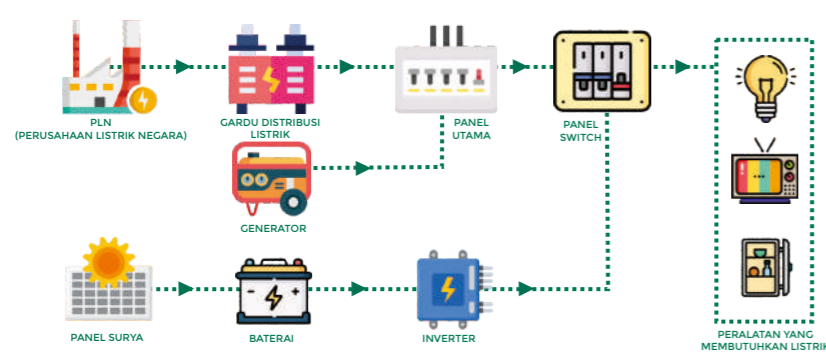 PLN
(PERUSAHAAN LISTRIK NEGARA)
GARDU DISTRIBUSI
LISTRIK
PANEL
UTAMA
PANEL
SWITCH
GENERATOR
PANEL SURYA
BATERAI
INVERTER
PERALATAN YANG
MEMBUTUHKAN LISTRIK